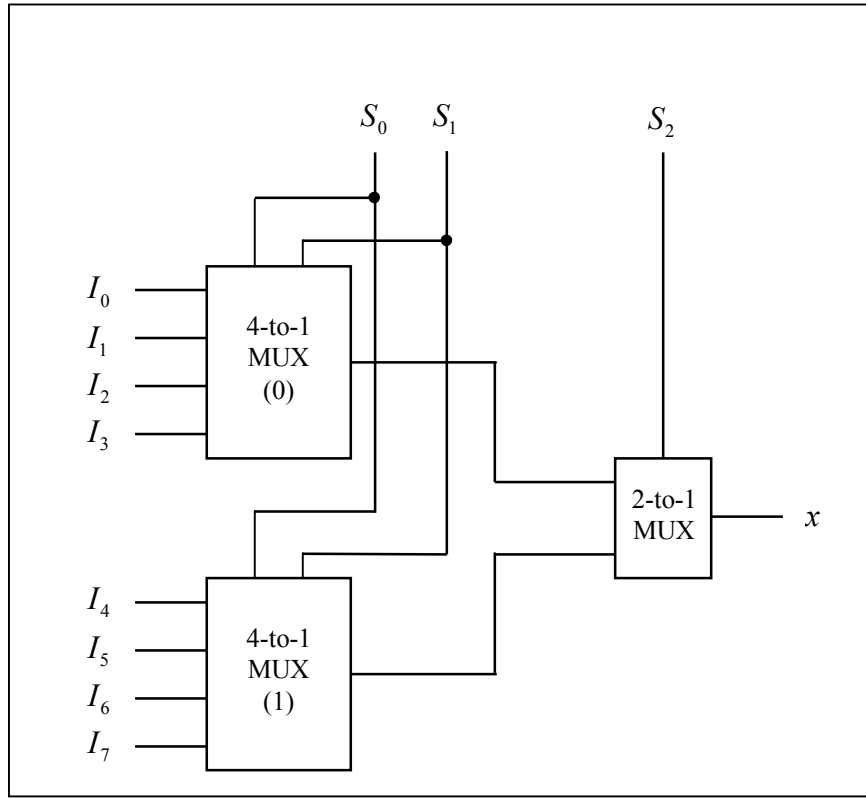 S₀ S₁ S₂
I₀
I₁
I₂
I₃
4-to-1
MUX
(0)
2-to-1
MUX
x
I₄
I₅
I₆
I₇
4-to-1
MUX
(1)